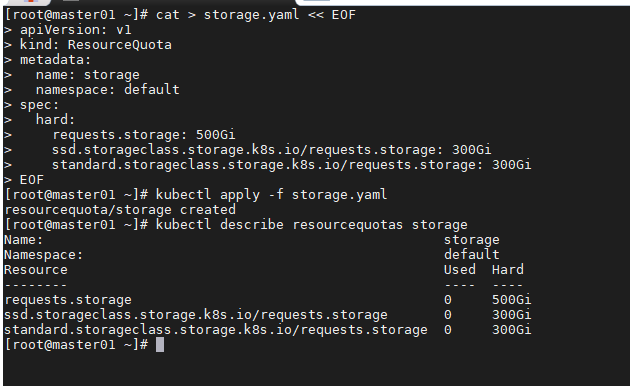 [root@master01 ~]# cat > storage.yaml << EOF
> apiVersion: v1
> kind: ResourceQuota
> metadata:
>   name: storage
>   namespace: default
> spec:
>   hard:
>     requests.storage: 500Gi
>     ssd.storageclass.storage.k8s.io/requests.storage: 300Gi
>     standard.storageclass.storage.k8s.io/requests.storage: 300Gi
> EOF
[root@master01 ~]# kubectl apply -f storage.yaml
resourcequota/storage created
[root@master01 ~]# kubectl describe resourcequotas storage
Name:                                                  storage
Namespace:                                             default
Resource                                               Used  Hard
--------                                               ----  ----
requests.storage                                       0     500Gi
ssd.storageclass.storage.k8s.io/requests.storage       0     300Gi
standard.storageclass.storage.k8s.io/requests.storage  0     300Gi
[root@master01 ~]#